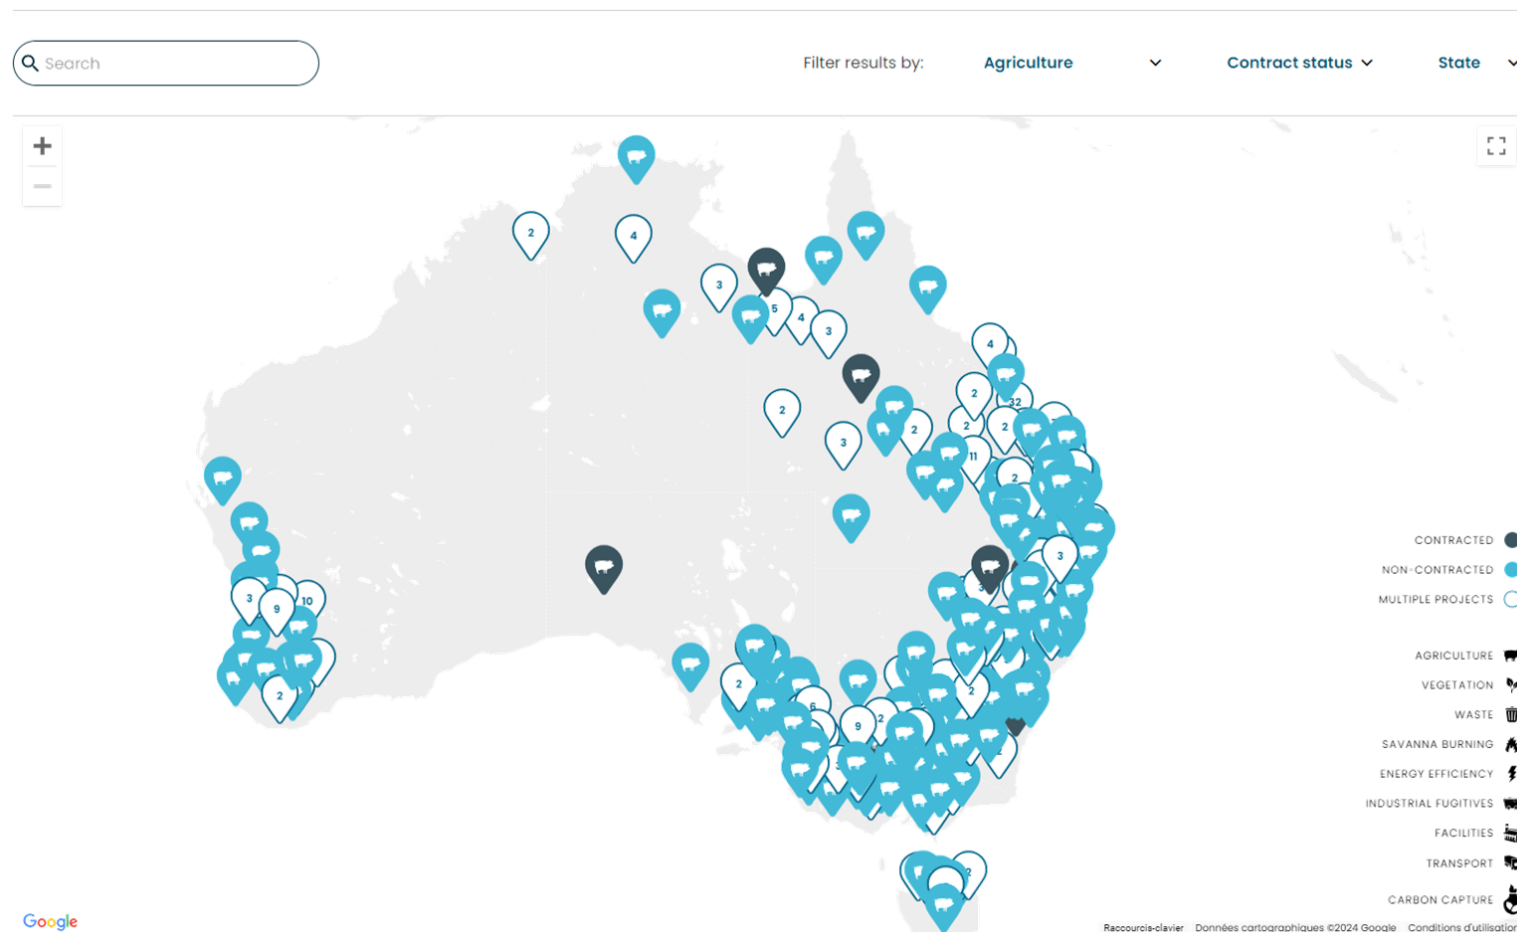 Search
Filter results by: Agriculture Contract status State
2
4
3
5
4
3
4
2
2
32
3
2
2
2
11
2
3
CONTRACTED
NON-CONTRACTED
3
9
10
MULTIPLE PROJECTS
AGRICULTURE
2
2
2
VEGETATION
6
9
2
WASTE
SAVANNA BURNING
ENERGY EFFICIENCY
INDUSTRIAL FUGITIVES
FACILITIES
TRANSPORT
2
CARBON CAPTURE
Google
Raccourcis-clavier Données cartographiques ©2024 Google Conditions d'utilisation